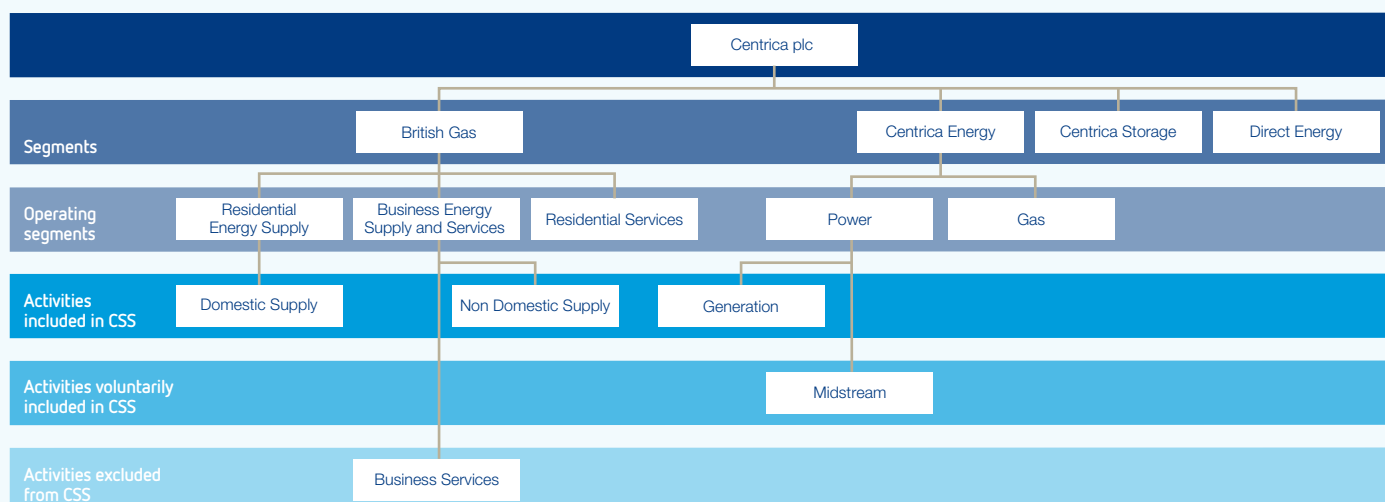 Centrica plc
Segments
British Gas
Centrica Energy
Centrica Storage
Direct Energy
Operating
segments
Residential
Energy Supply
Business Energy
Supply and Services
Residential Services
Power
Gas
Activities
included in CSS
Domestic Supply
Non Domestic Supply
Generation
Activities voluntarily
included in CSS
Midstream
Activities excluded
from CSS
Business Services